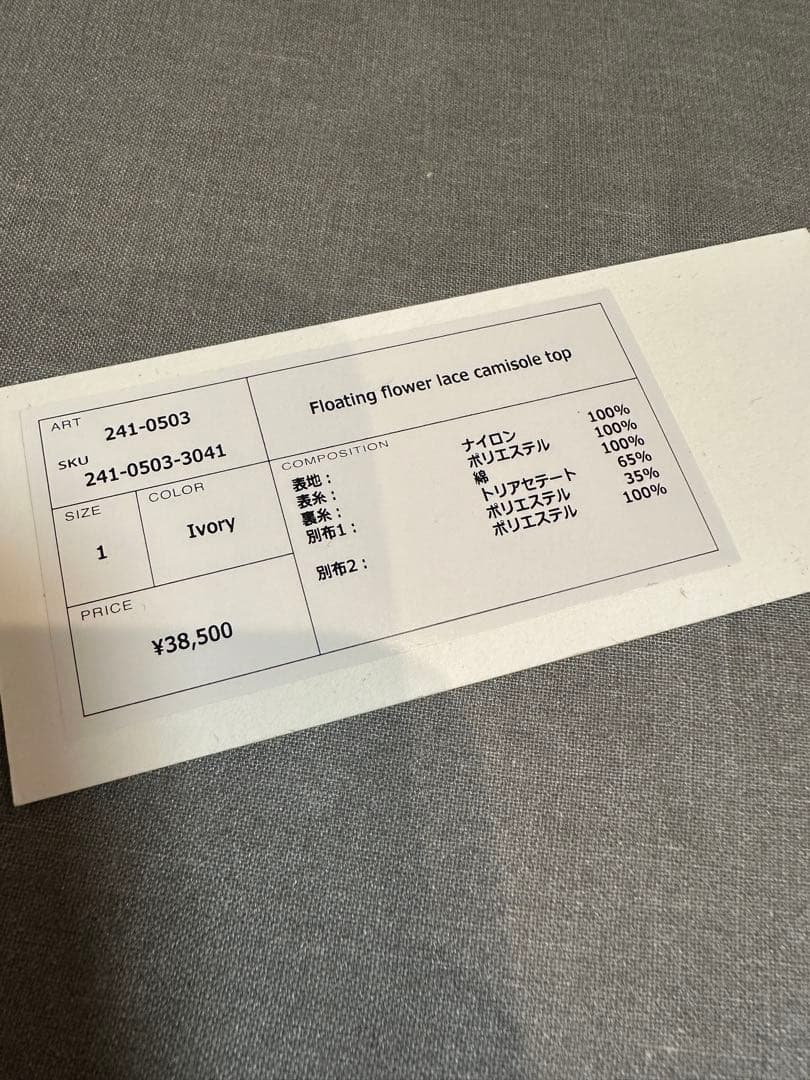 ART 241-0503
SKU 241-0503-3041
Floating flower lace camisole top
SIZE 1
COLOR Ivory
PRICE ¥38,500
COMPOSITION
表地： ナイロン 100%
表糸： ポリエステル 100%
裏糸： 綿 100%
別布1： トリアセテート 65%
ポリエステル 35%
別布2： ポリエステル 100%